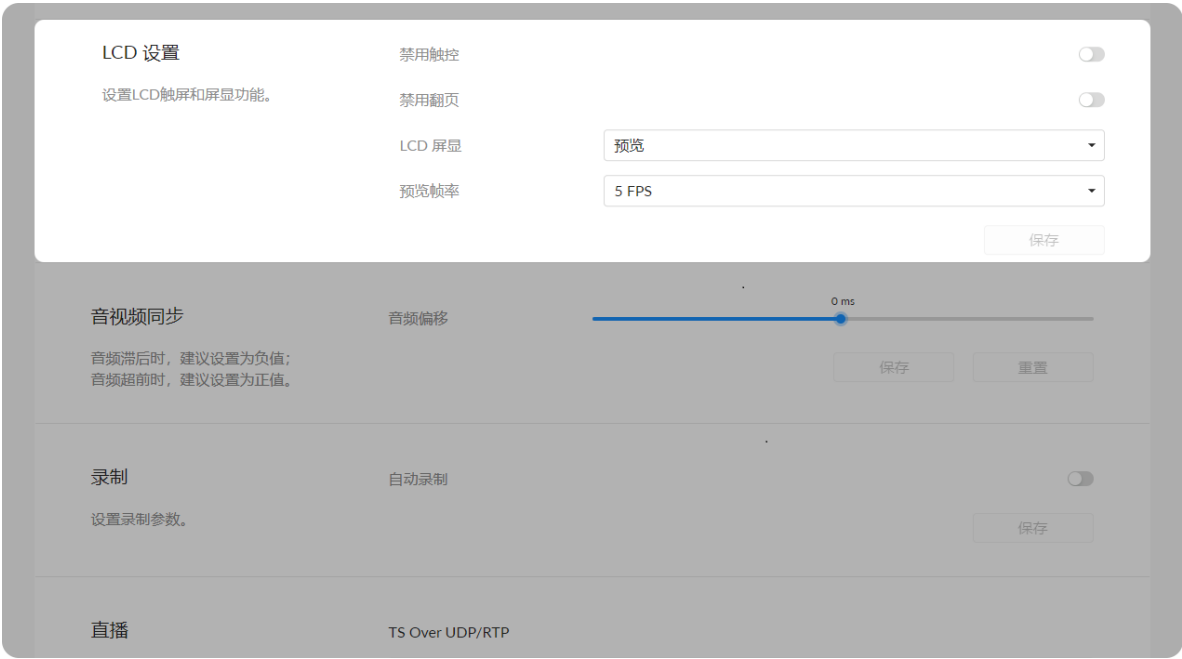 LCD 设置
禁用触控
设置LCD触屏和屏显功能。
禁用翻页
LCD 屏显
预览
预览帧率
5 FPS
保存
0 ms
音视频同步
音频偏移
音频滞后时，建议设置为负值；
音频超前时，建议设置为正值。
保存
重置
录制
自动录制
设置录制参数。
保存
直播
TS Over UDP/RTP